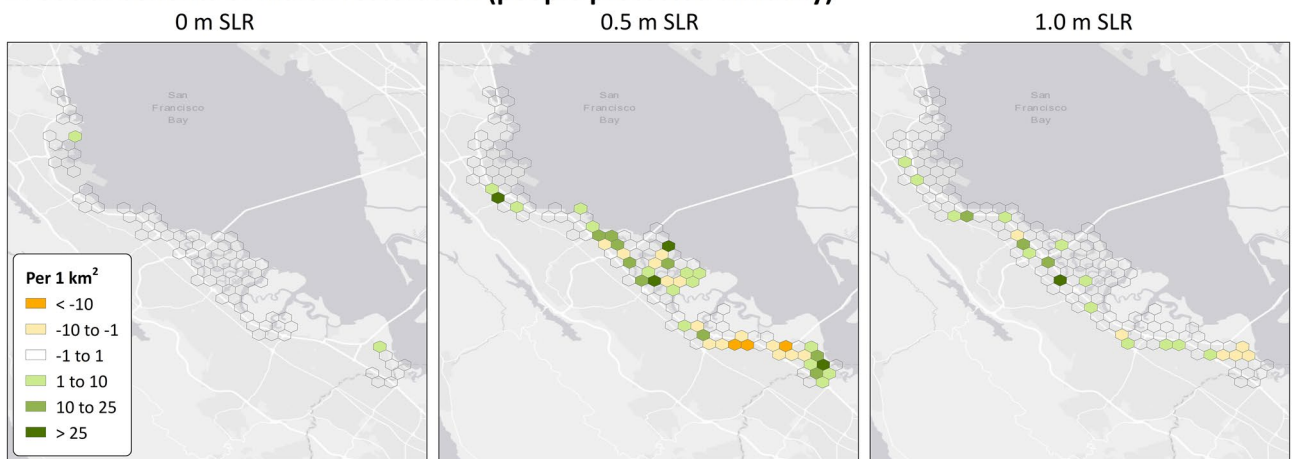 0 m SLR
0.5 m SLR
1.0 m SLR
San
Francisco
Bay
San
Francisco
Bay
San
Francisco
Bay
Per 1 km²
< -10
-10 to -1
-1 to 1
1 to 10
10 to 25
> 25